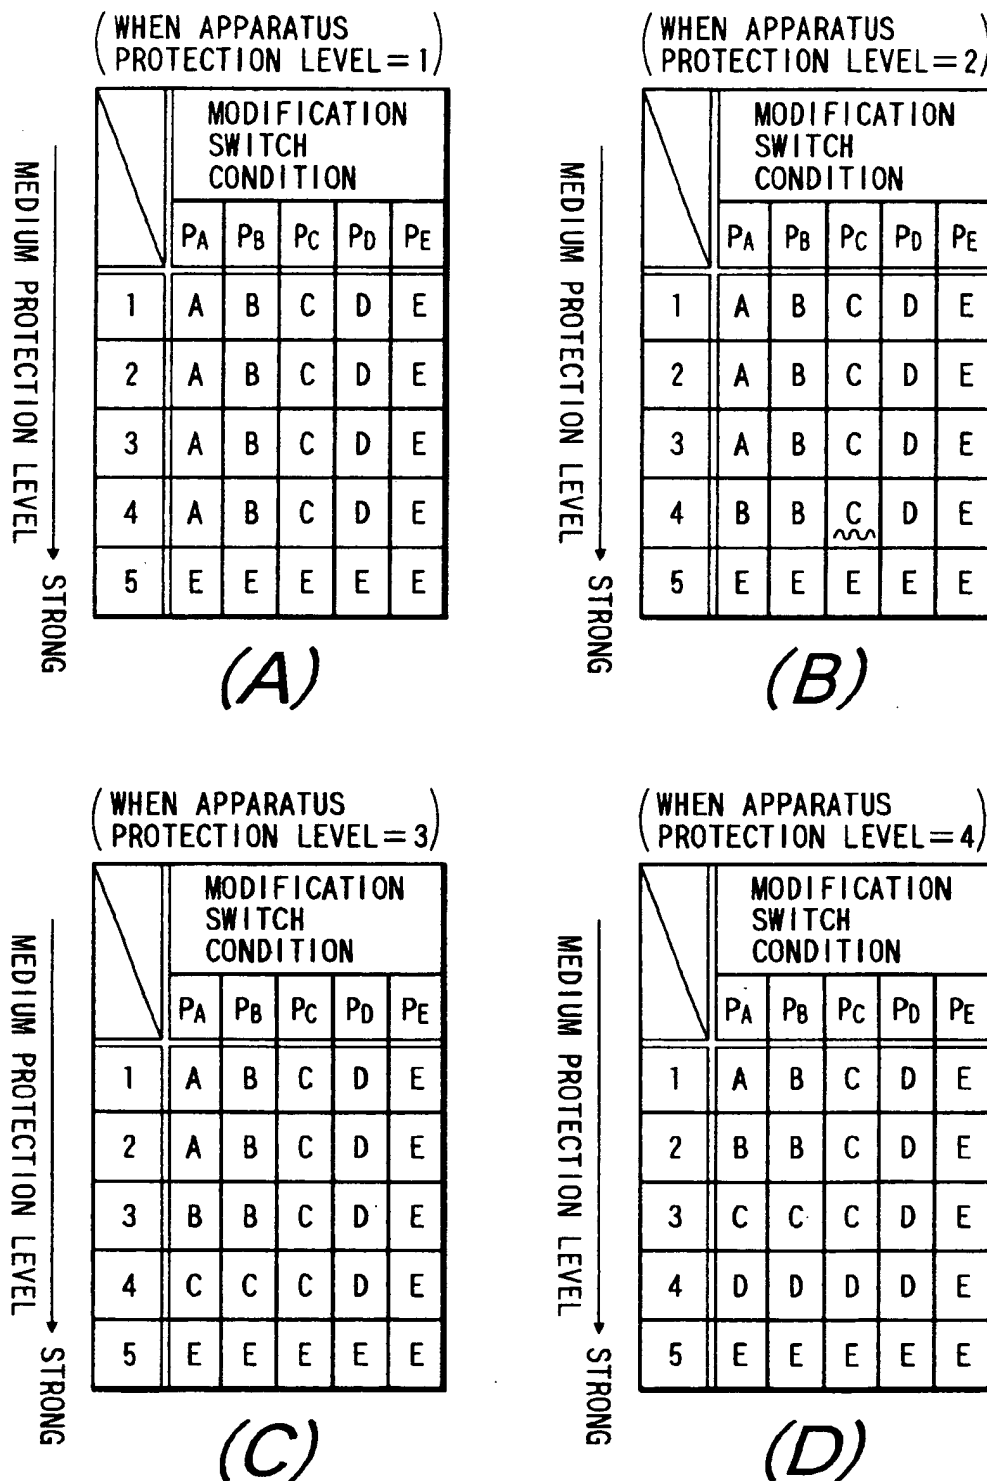 (WHEN APPARATUS
PROTECTION LEVEL=1)
MODIFICATION
SWITCH
CONDITION
PA PB PC PD PE
1 A B C D E
2 A B C D E
3 A B C D E
4 A B C D E
5 E E E E E
MEDIUM PROTECTION LEVEL
STRONG
(A)
(WHEN APPARATUS
PROTECTION LEVEL=2)
MODIFICATION
SWITCH
CONDITION
PA PB PC PD PE
1 A B C D E
2 A B C D E
3 A B C D E
4 B B C D E
5 E E E E E
MEDIUM PROTECTION LEVEL
STRONG
(B)
(WHEN APPARATUS
PROTECTION LEVEL=3)
MODIFICATION
SWITCH
CONDITION
PA PB PC PD PE
1 A B C D E
2 A B C D E
3 B B C D E
4 C C C D E
5 E E E E E
MEDIUM PROTECTION LEVEL
STRONG
(C)
(WHEN APPARATUS
PROTECTION LEVEL=4)
MODIFICATION
SWITCH
CONDITION
PA PB PC PD PE
1 A B C D E
2 B B C D E
3 C C C D E
4 D D D D E
5 E E E E E
MEDIUM PROTECTION LEVEL
STRONG
(D)